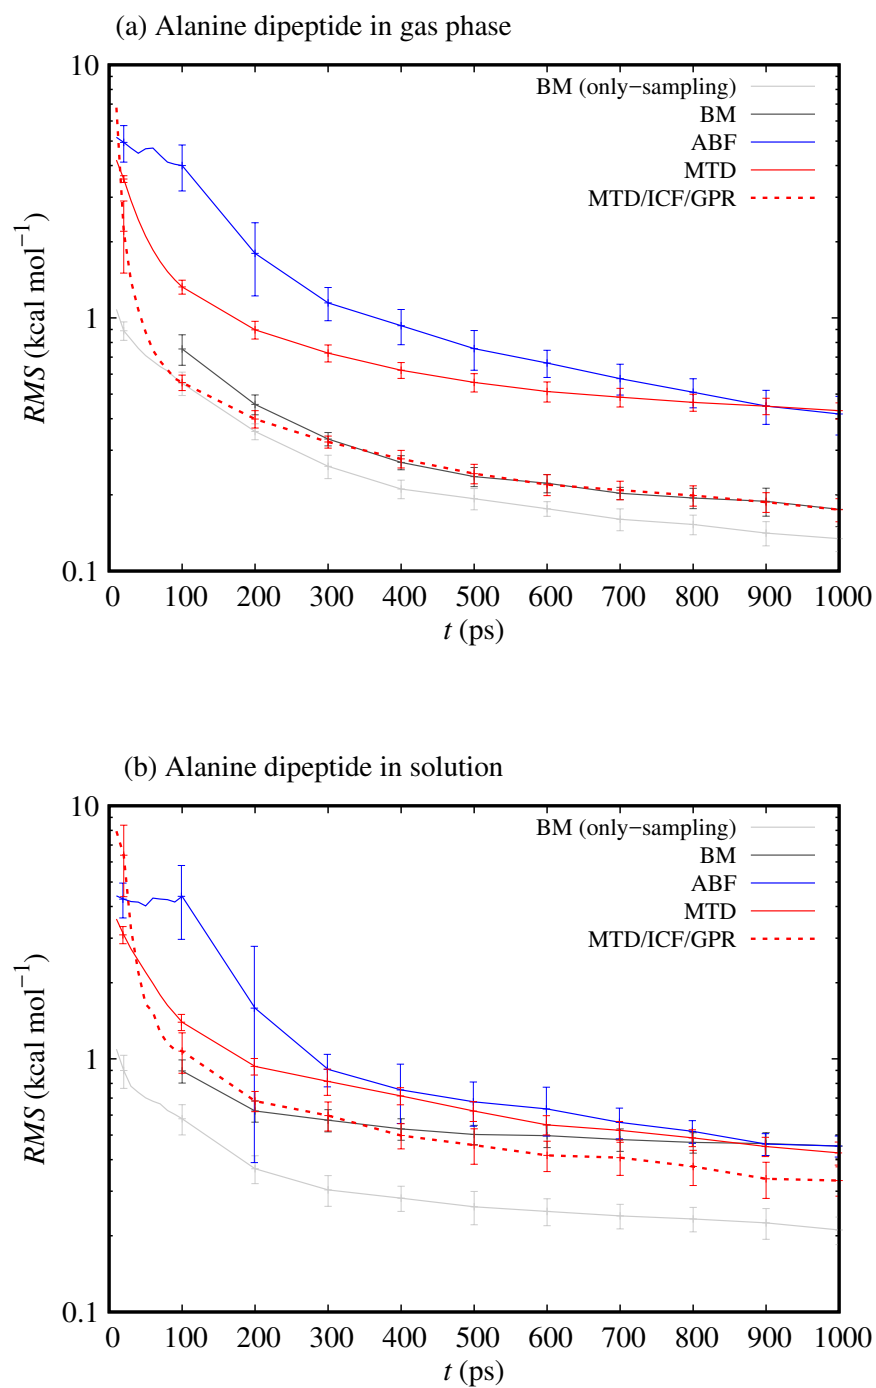 (a) Alanine dipeptide in gas phase
10
1
0.1
RMS (kcal mol−1)
BM (only−sampling)
BM
ABF
MTD
MTD/ICF/GPR
0 100 200 300 400 500 600 700 800 900 1000
t (ps)
(b) Alanine dipeptide in solution
10
1
0.1
RMS (kcal mol−1)
BM (only−sampling)
BM
ABF
MTD
MTD/ICF/GPR
0 100 200 300 400 500 600 700 800 900 1000
t (ps)